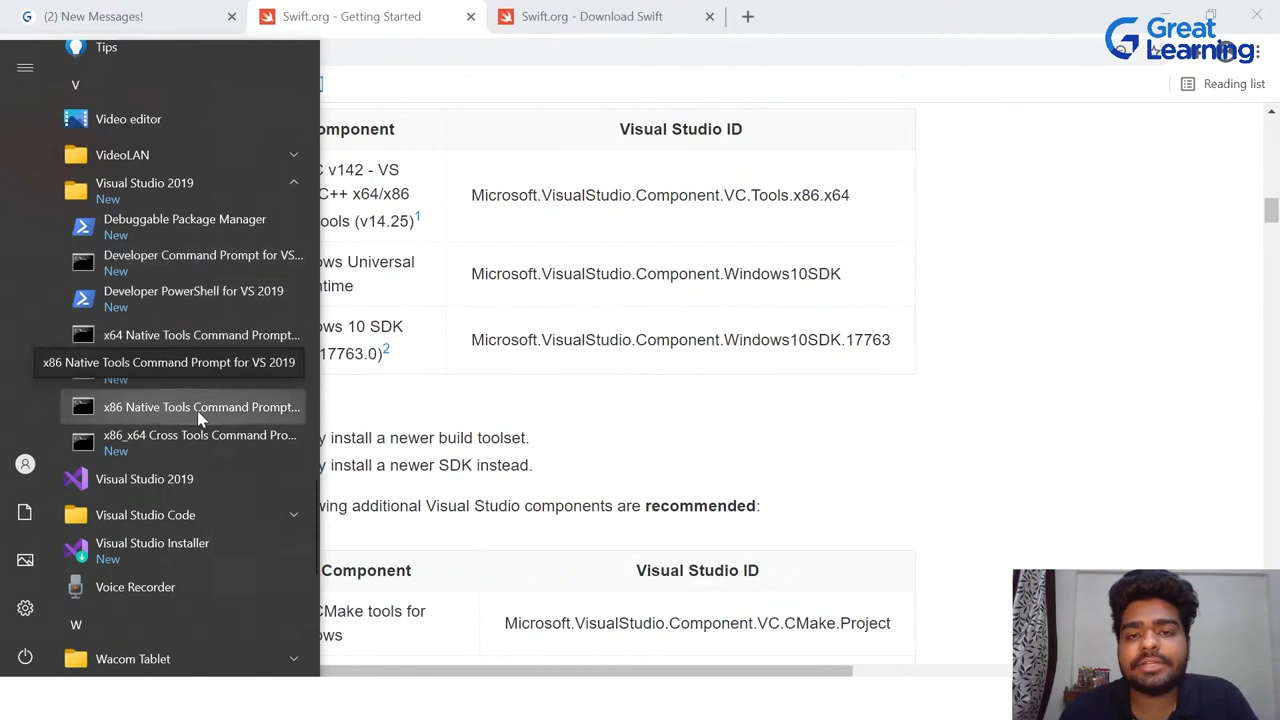 (2) New Messages!
Swift.org - Getting Started
Swift.org - Download Swift
Great
Learning
Reading list
Tips
V
Video editor
VideoLAN
Visual Studio 2019
New
Debuggable Package Manager
New
Developer Command Prompt for VS...
New
Developer PowerShell for VS 2019
New
x64 Native Tools Command Prompt...
x86 Native Tools Command Prompt for VS 2019
New
x86 Native Tools Command Prompt...
x86_x64 Cross Tools Command Pro...
New
Visual Studio 2019
Visual Studio Code
Visual Studio Installer
New
Voice Recorder
W
Wacom Tablet
omponent
Visual Studio ID
C v142 - VS
C++ x64/x86
ools (v14.25)1
Microsoft.VisualStudio.Component.VC.Tools.x86.x64
ows Universal
ntime
Microsoft.VisualStudio.Component.Windows10SDK
ows 10 SDK
17763.0)2
Microsoft.VisualStudio.Component.Windows10SDK.17763
y install a newer build toolset.
y install a newer SDK instead.
wing additional Visual Studio components are recommended:
Component
Visual Studio ID
CMake tools for
ows
Microsoft.VisualStudio.Component.VC.CMake.Project